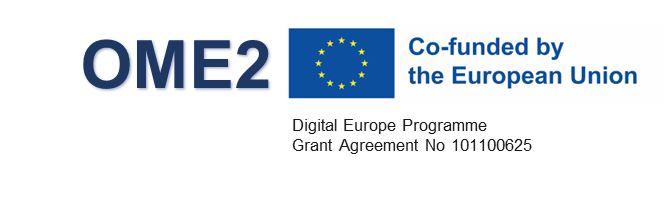 OME2
Co-funded by
the European Union
Digital Europe Programme
Grant Agreement No 101100625